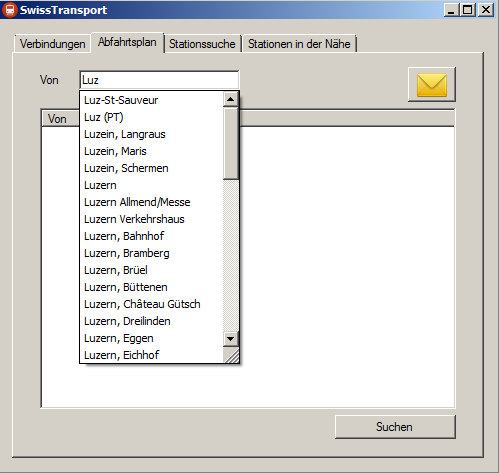 SwissTransport
Verbindungen Abfahrtsplan Stationssuche Stationen in der Nähe
Von Luz
Von
Luz-St-Sauveur
Luz (PT)
Luzein, Langraus
Luzein, Maris
Luzein, Schermen
Luzern
Luzern Allmend/Messe
Luzern Verkehrshaus
Luzern, Bahnhof
Luzern, Bramberg
Luzern, Brüel
Luzern, Büttenen
Luzern, Château Gütsch
Luzern, Dreilinden
Luzern, Eggen
Luzern, Eichhof
Suchen